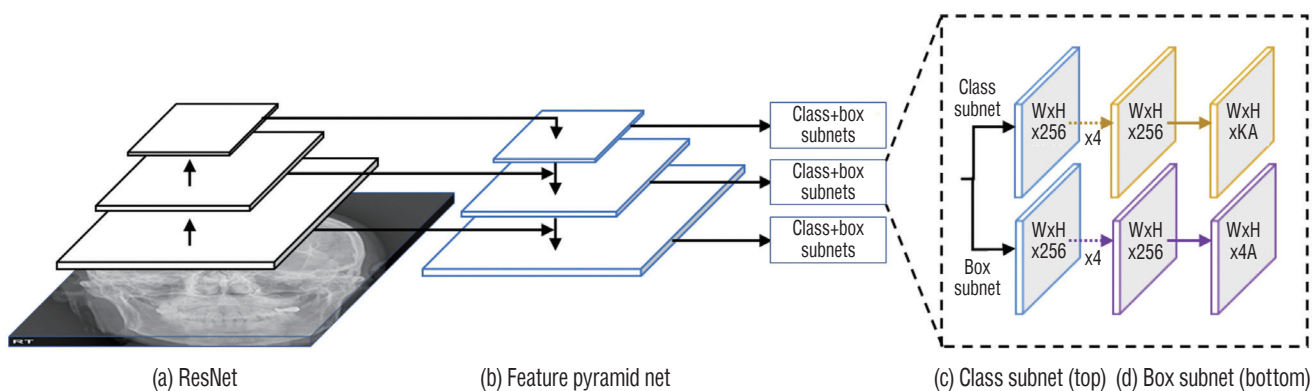 Class+box
subnets
Class+box
subnets
Class+box
subnets
Class
subnet
WxH
x256
x4
WxH
x256
WxH
xKA
Box
subnet
WxH
x256
x4
WxH
x256
WxH
x4A
RT
(a) ResNet
(b) Feature pyramid net
(c) Class subnet (top)
(d) Box subnet (bottom)